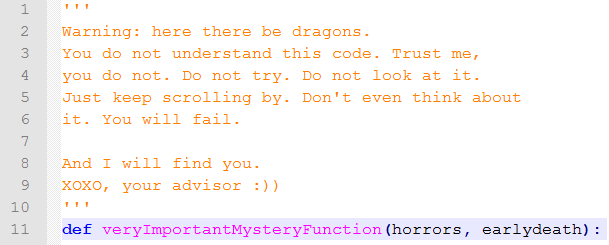 1 '''
2 Warning: here there be dragons.
3 You do not understand this code. Trust me,
4 you do not. Do not try. Do not look at it.
5 Just keep scrolling by. Don't even think about
6 it. You will fail.
7
8 And I will find you.
9 XOXO, your advisor :))
10 '''
11 def veryImportantMysteryFunction(horrors, earlydeath):